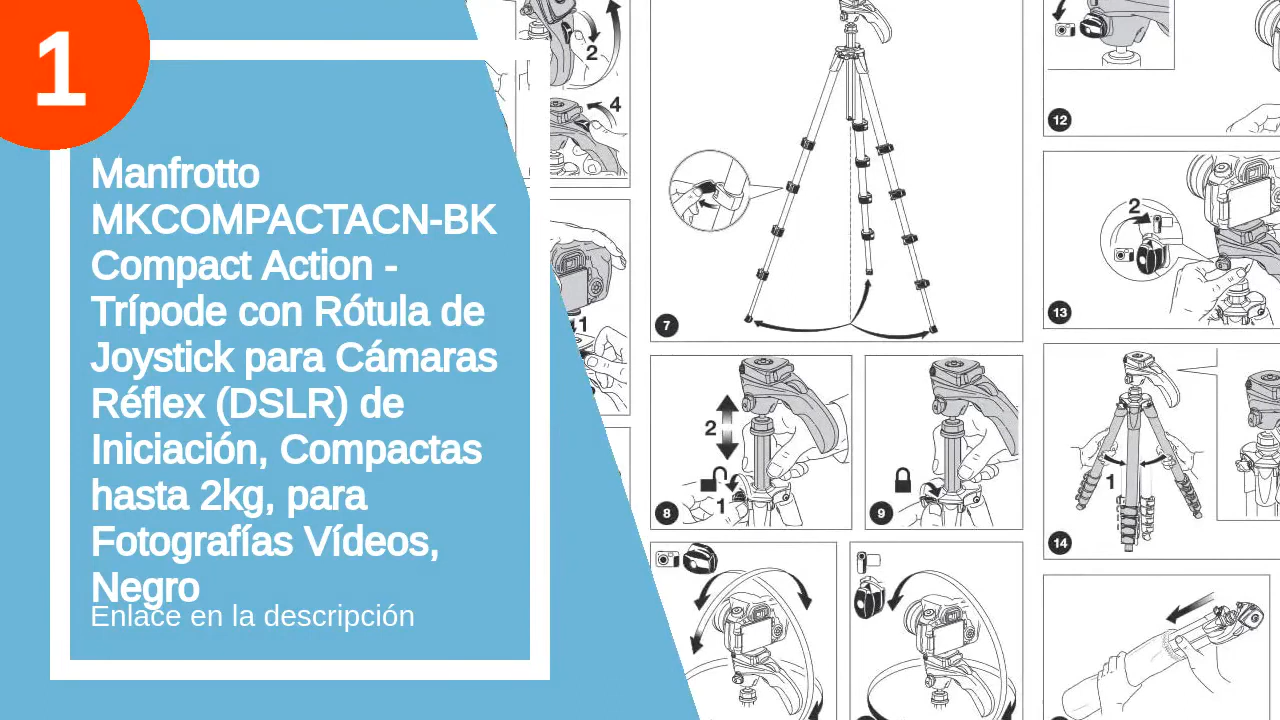 1
Manfrotto
MKCOMPACTACN-BK
Compact Action -
Trípode con Rótula de
Joystick para Cámaras
Réflex (DSLR) de
Iniciación, Compactas
hasta 2kg, para
Fotografías Vídeos,
Negro
Enlace en la descripción
2
4
1
7
2
1
8
9
12
2
13
1
14